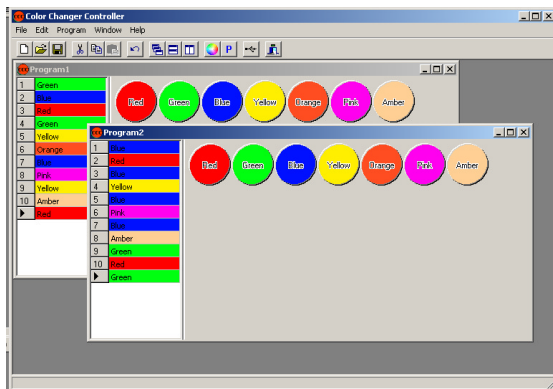 Color Changer Controller
File Edit Program Window Help
P
Program1
1 Green
2 Blue
3 Red
4 Green
5 Yellow
6 Orange
7 Blue
8 Pink
9 Yellow
10 Amber
Red
Red Green Blue Yellow Orange Pink Amber
Program2
1 Blue
2 Red
3 Blue
4 Yellow
5 Blue
6 Pink
7 Blue
8 Amber
9 Green
10 Red
Green
Red Green Blue Yellow Orange Pink Amber